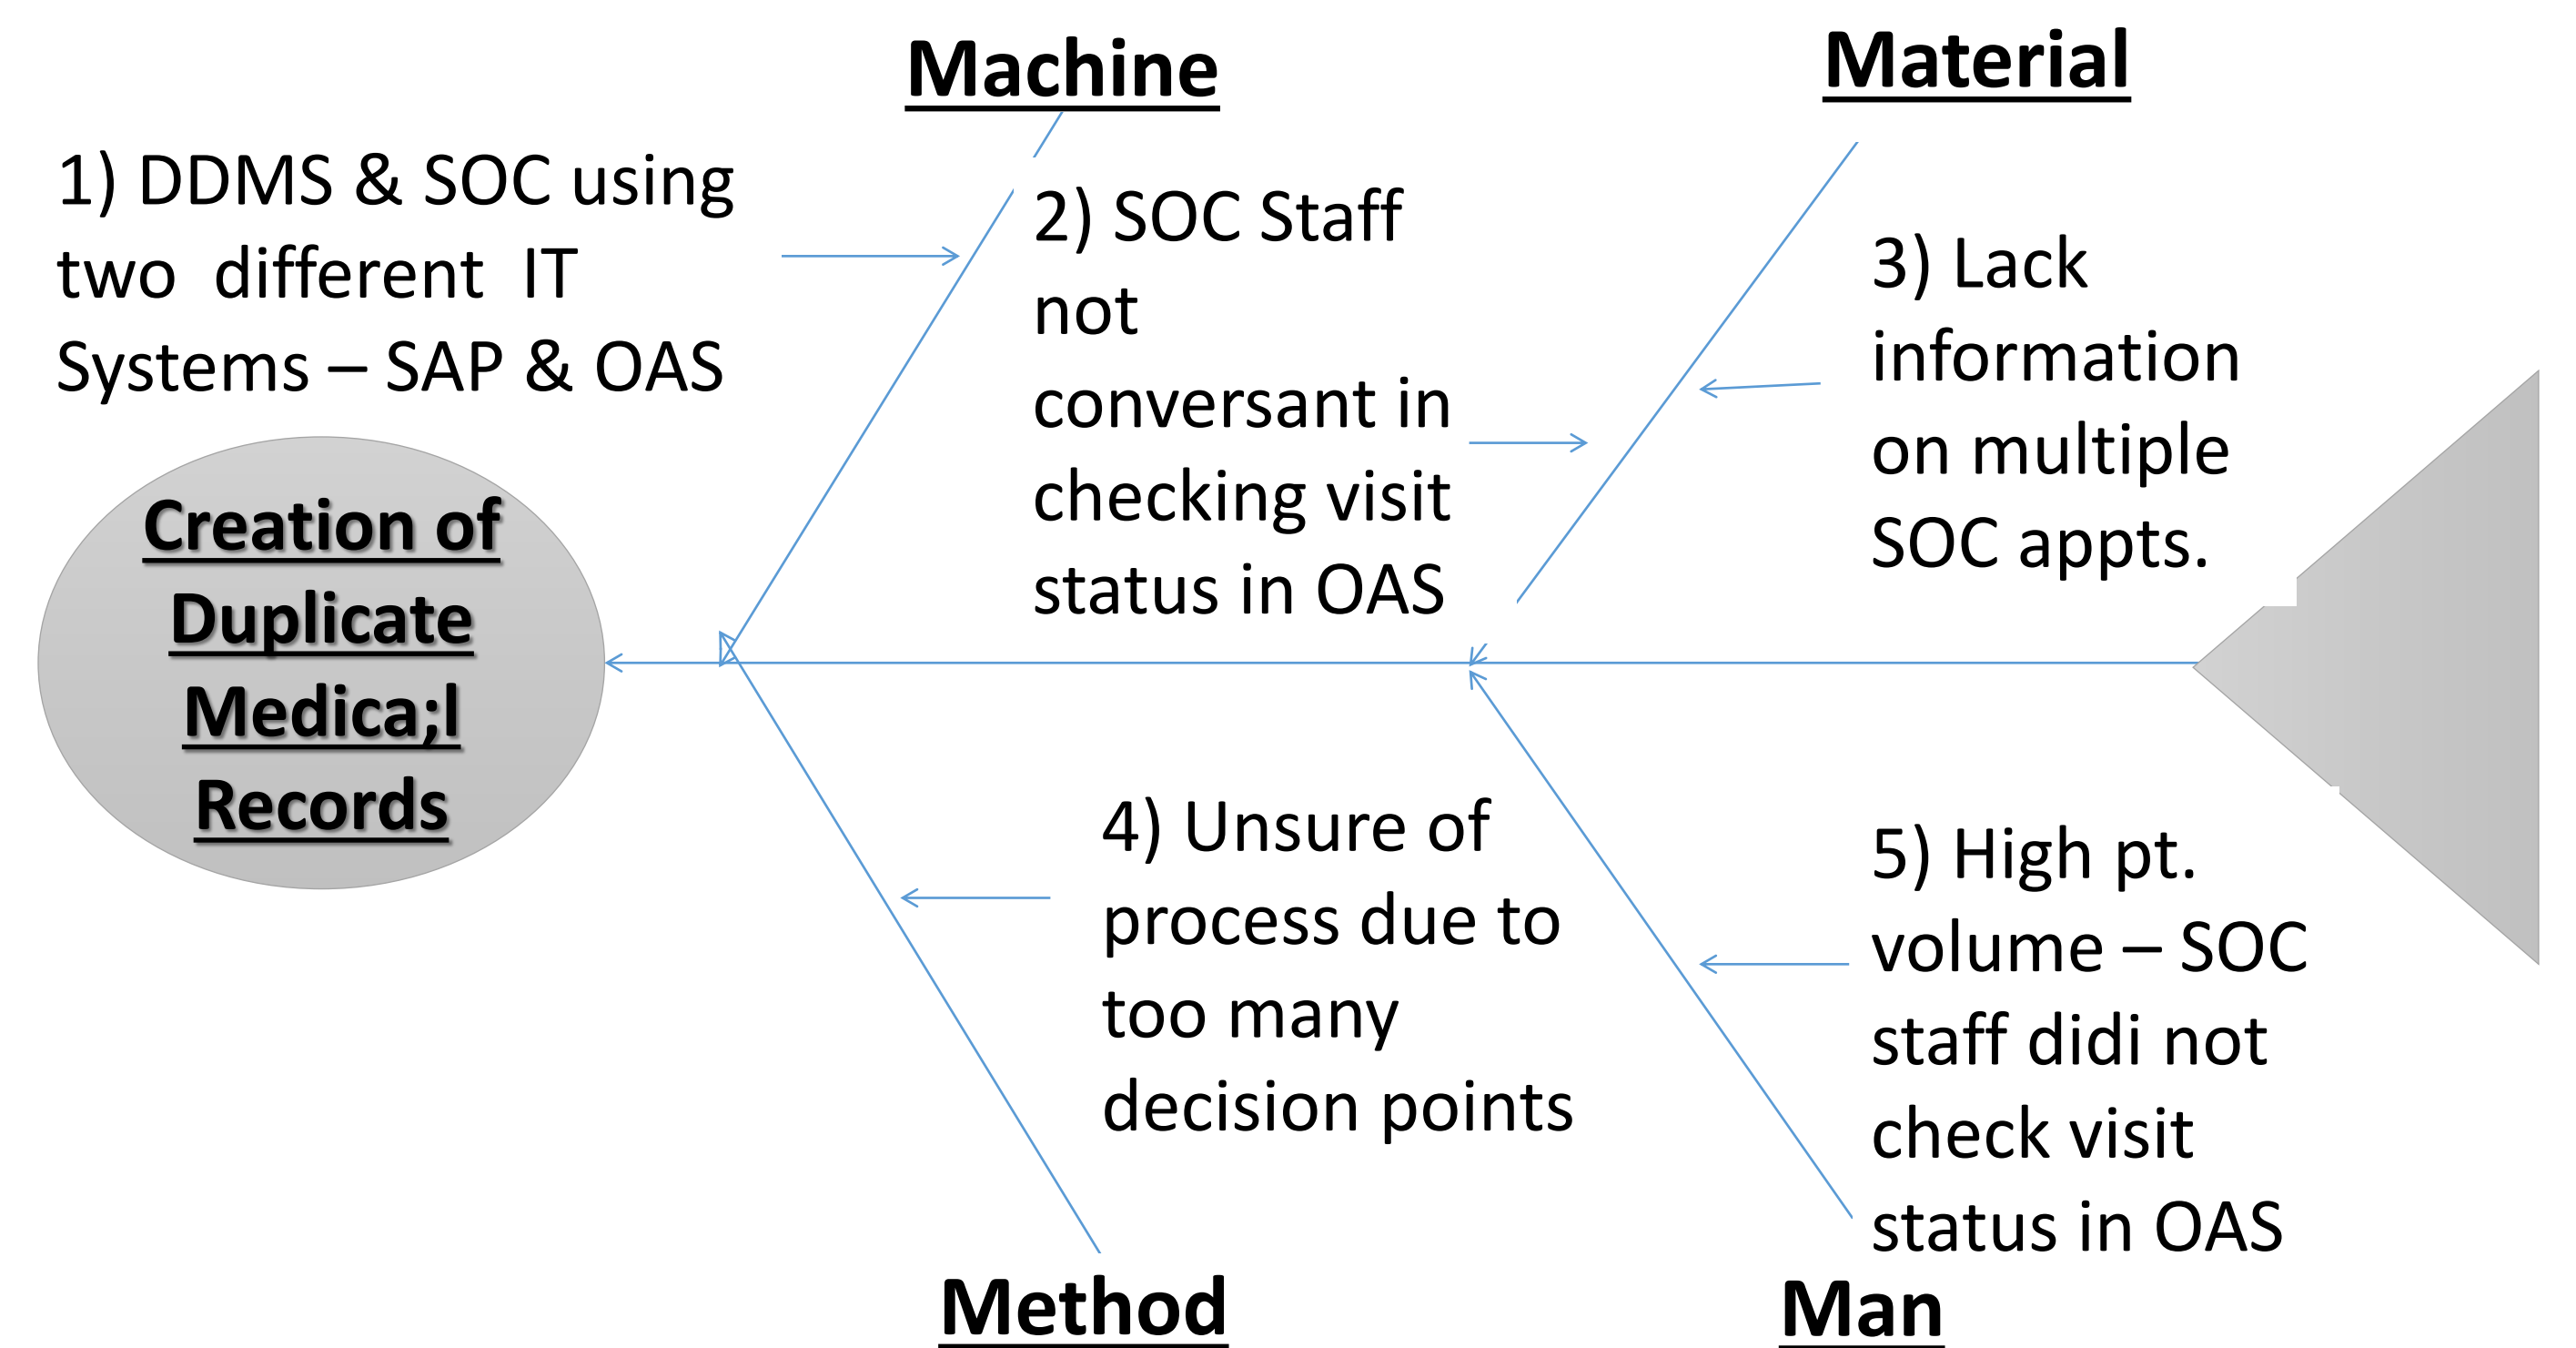 Machine
Material
1) DDMS & SOC using
two different IT
Systems – SAP & OAS
2) SOC Staff
not
conversant in
checking visit
status in OAS
3) Lack
information
on multiple
SOC appts.
Creation of
Duplicate
Medica;l
Records
4) Unsure of
process due to
too many
decision points
5) High pt.
volume – SOC
staff didi not
check visit
status in OAS
Method
Man